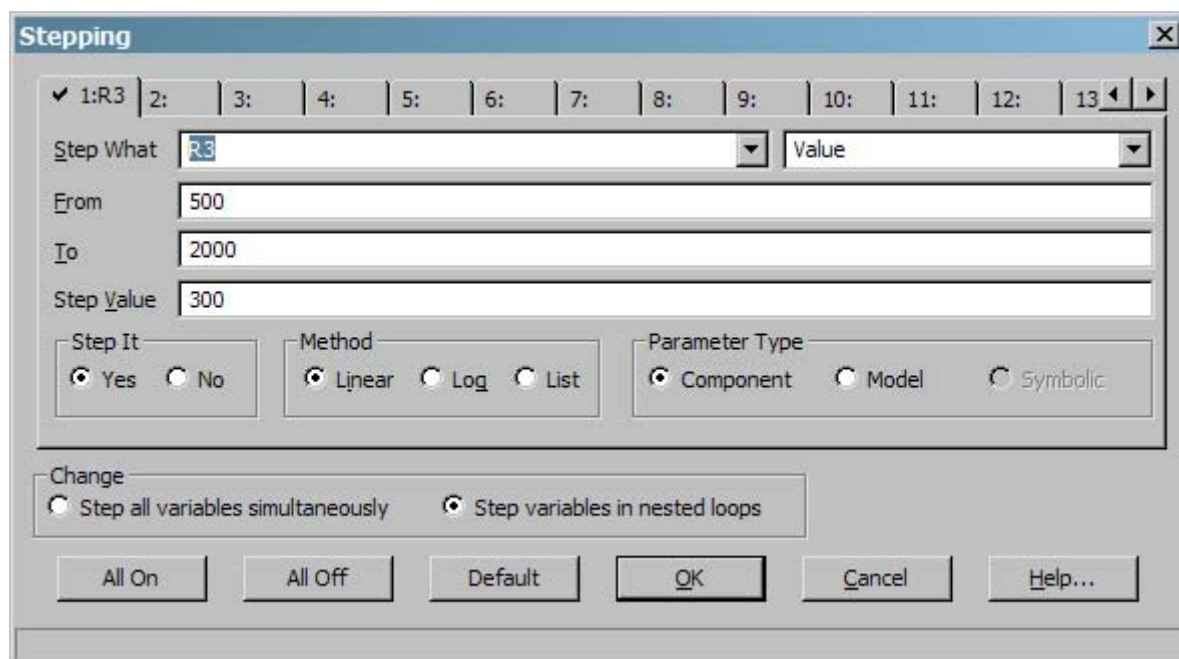 Stepping
1:R3 2: 3: 4: 5: 6: 7: 8: 9: 10: 11: 12: 13
Step What R3 Value
From 500
To 2000
Step Value 300
Step It Method Parameter Type
Yes No Linear Log List Component Model Symbolic
Change
Step all variables simultaneously Step variables in nested loops
All On All Off Default OK Cancel Help...